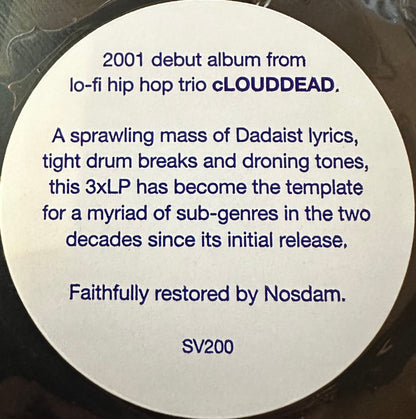 2001 debut album from
lo-fi hip hop trio cLOUDDEAD.
A sprawling mass of Dadaist lyrics,
tight drum breaks and droning tones,
this 3xLP has become the template
for a myriad of sub-genres in the two
decades since its initial release.
Faithfully restored by Nosdam.
SV200